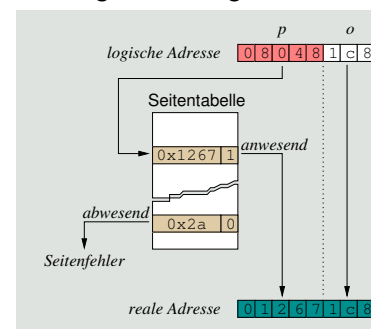 p o
logische Adresse 0 8 0 4 8 1 c 8
Seitentabelle
0x1267 1 anwesend
abwesend 0x2a 0
Seitenfehler
reale Adresse 0 1 2 6 7 1 c 8